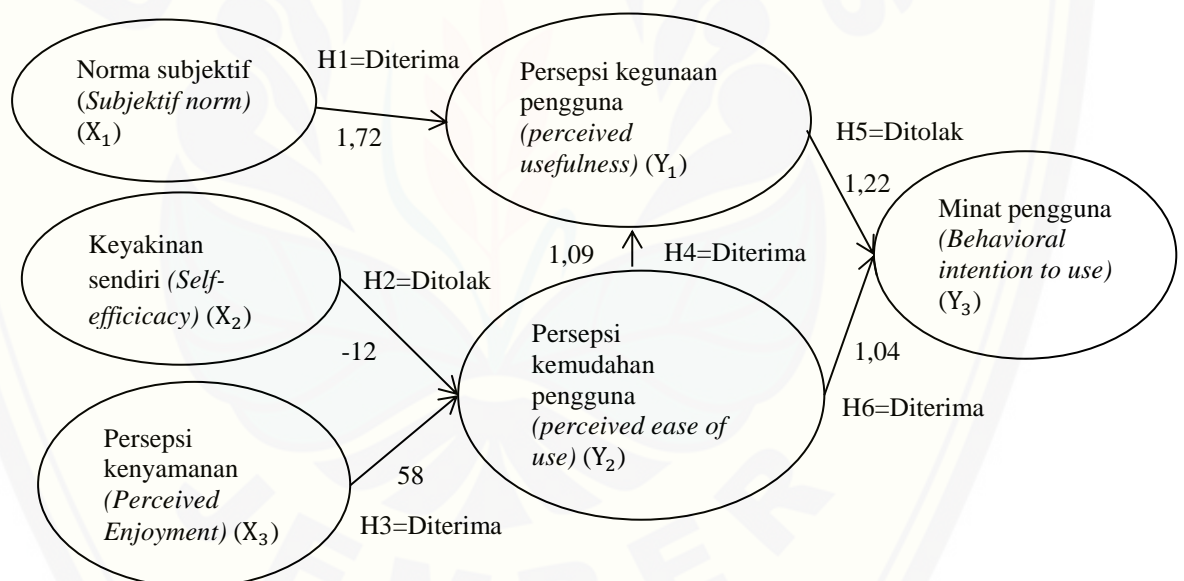 Norma subjektif
(Subjektif norm)
(X₁)
H1=Diterima
1,72
Persepsi kegunaan
pengguna
(perceived
usefulness) (Y₁)
H5=Ditolak
1,22
Keyakinan
sendiri (Self-
efficicacy) (X₂)
H2=Ditolak
-12
1,09
H4=Diterima
Minat pengguna
(Behavioral
intention to use)
(Y₃)
Persepsi
kemudahan
pengguna
(perceived ease of
use) (Y₂)
1,04
H6=Diterima
Persepsi
kenyamanan
(Perceived
Enjoyment) (X₃)
58
H3=Diterima